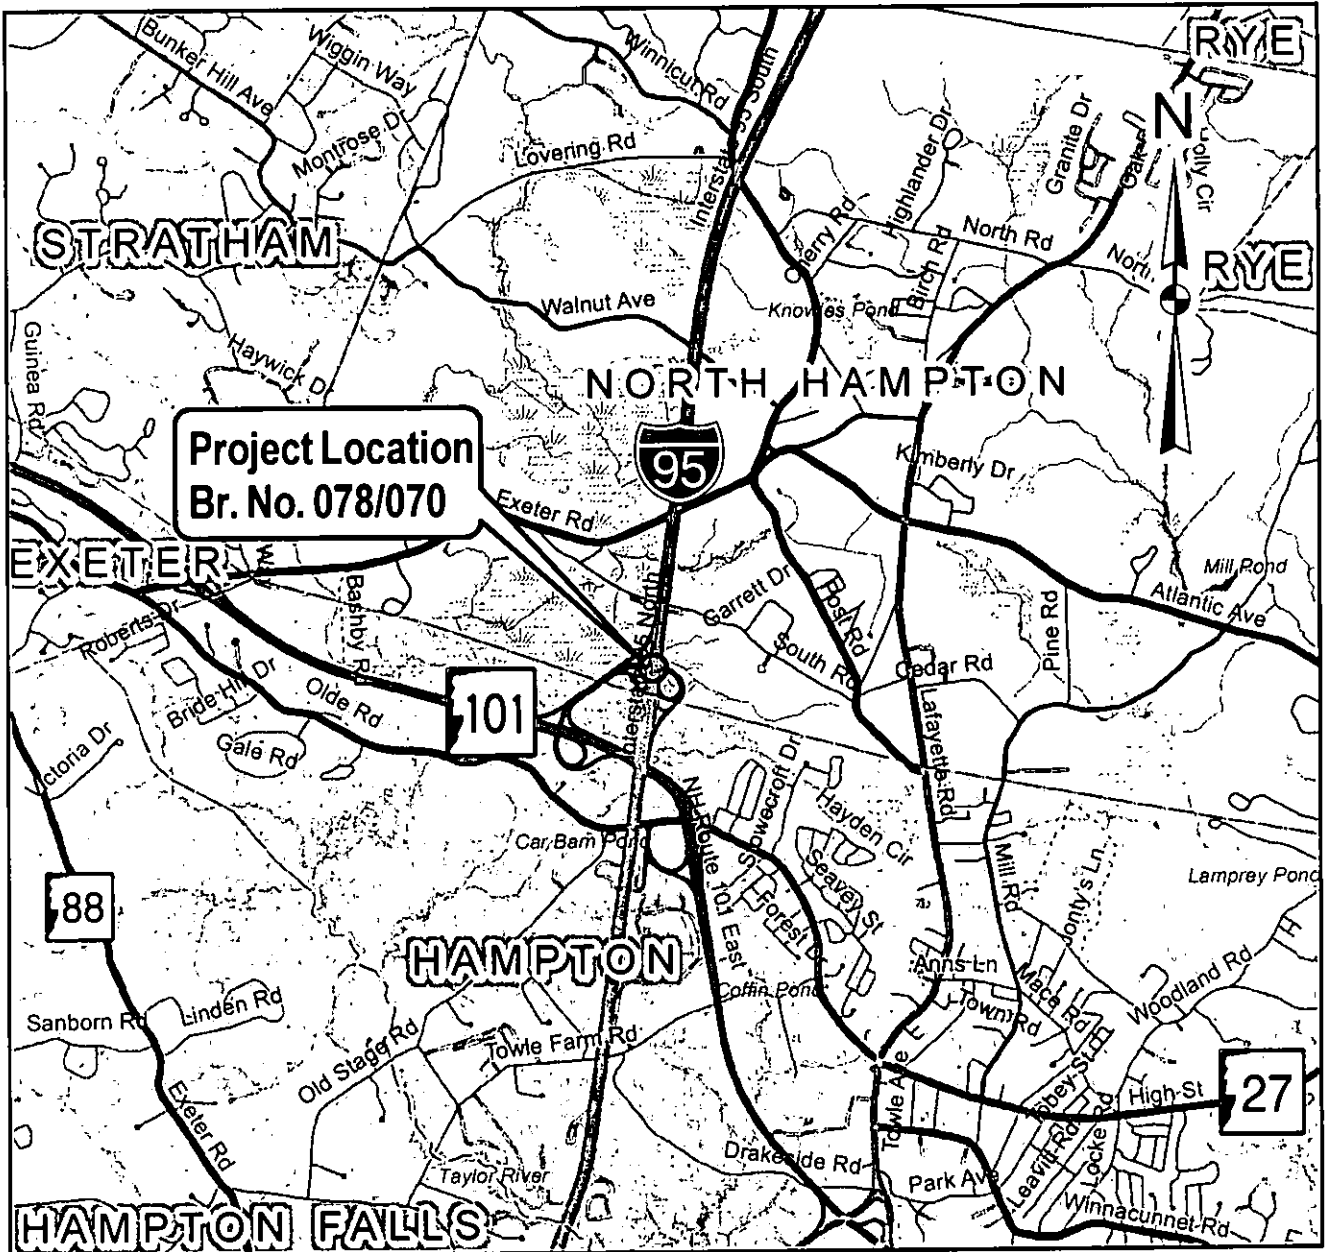 RYE
Bunker Hill Ave
Wiggin Way
Winnicut Rd
Interstate 95 South
Montrose Dr
Lovering Rd
Highlander Dr
Granite Dr
N
STRATHAM
Cherry Rd
Birch Rd
North Rd
RYE
Walnut Ave
Knowles Pond
Guinea Rd
Haywick Dr
NORTH HAMPTON
Project Location
Br. No. 078/070
95
Kimberly Dr
Exeter Rd
EXETER
Mill Pond
Atlantic Ave
Bashby Rd
Garrett Dr
Post Rd
Pine Rd
Roberts Dr
South Rd
Cedar Rd
Bride Hill Dr
Olde Rd
101
Lafayette Rd
Gale Rd
ctoria Dr
NH Route 101 East
Hayden Cir
Car Barn Pond
Seavey St
Mill Rd
Jonty's Ln
Lamprey Pond
88
Forest Dr
HAMPTON
Anns Ln
Coffin Pond
Mace Rd
Woodland Rd
Sanborn Rd
Linden Rd
Town Rd
Old Stage Rd
Towle Farm Rd
Towle Ave
High St
27
Exeter Rd
Drakeside Rd
Park Ave
Leavitt Rd
Locke Rd
Taylor River
Winnacunnet Rd
HAMPTON FALLS